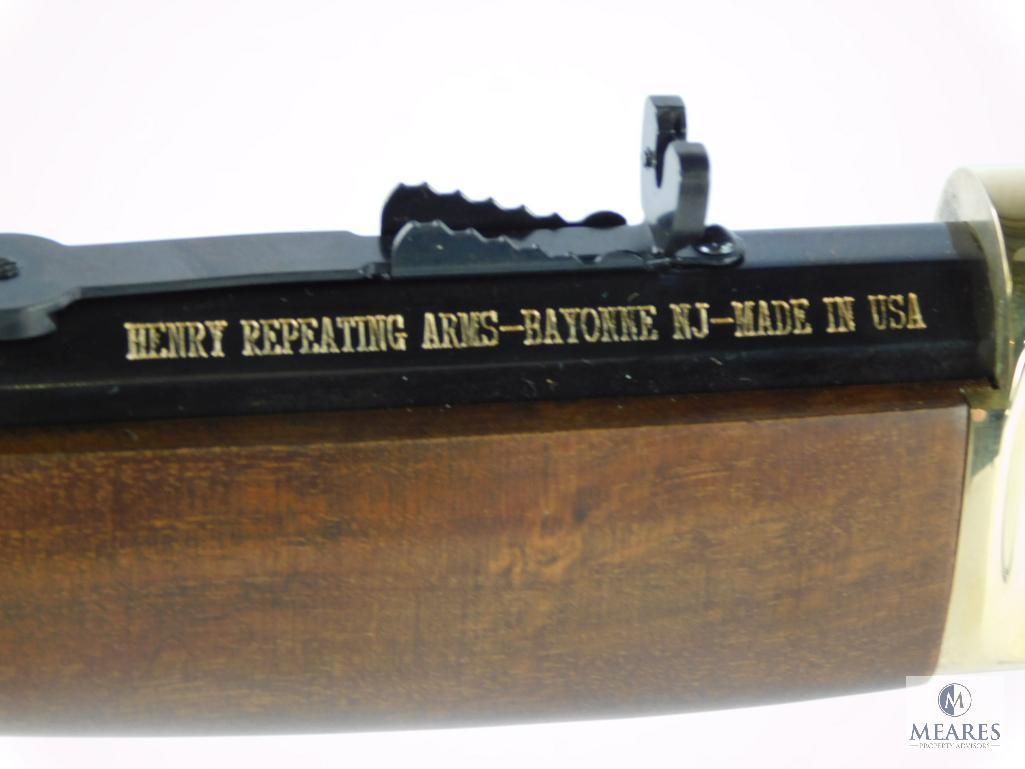 HENRY REPEATING ARMS-BAYONNE NJ-MADE IN USA
M
MEARES
PROPERTY ADVISORS